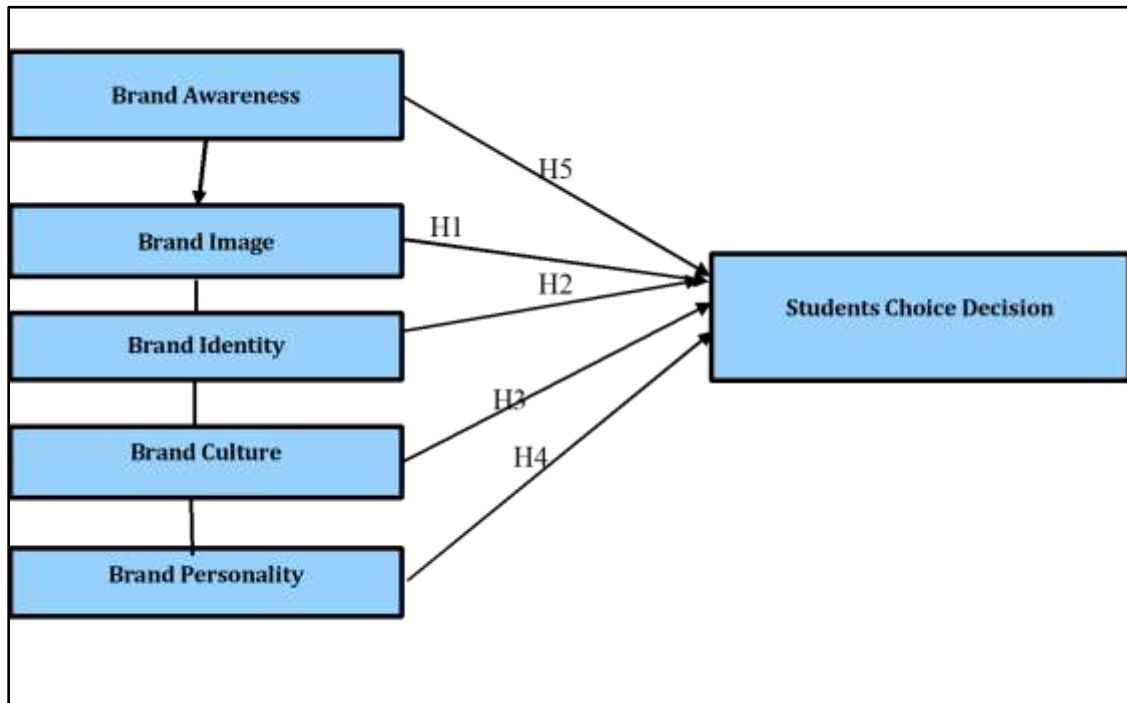 Brand Awareness
H5
Brand Image
H1
H2
Brand Identity
Students Choice Decision
Brand Culture
H3
H4
Brand Personality